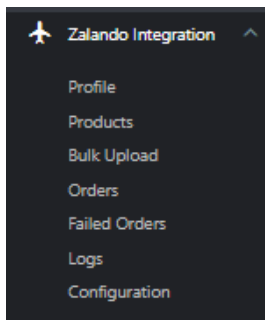 Zalando Integration
Profile
Products
Bulk Upload
Orders
Failed Orders
Logs
Configuration